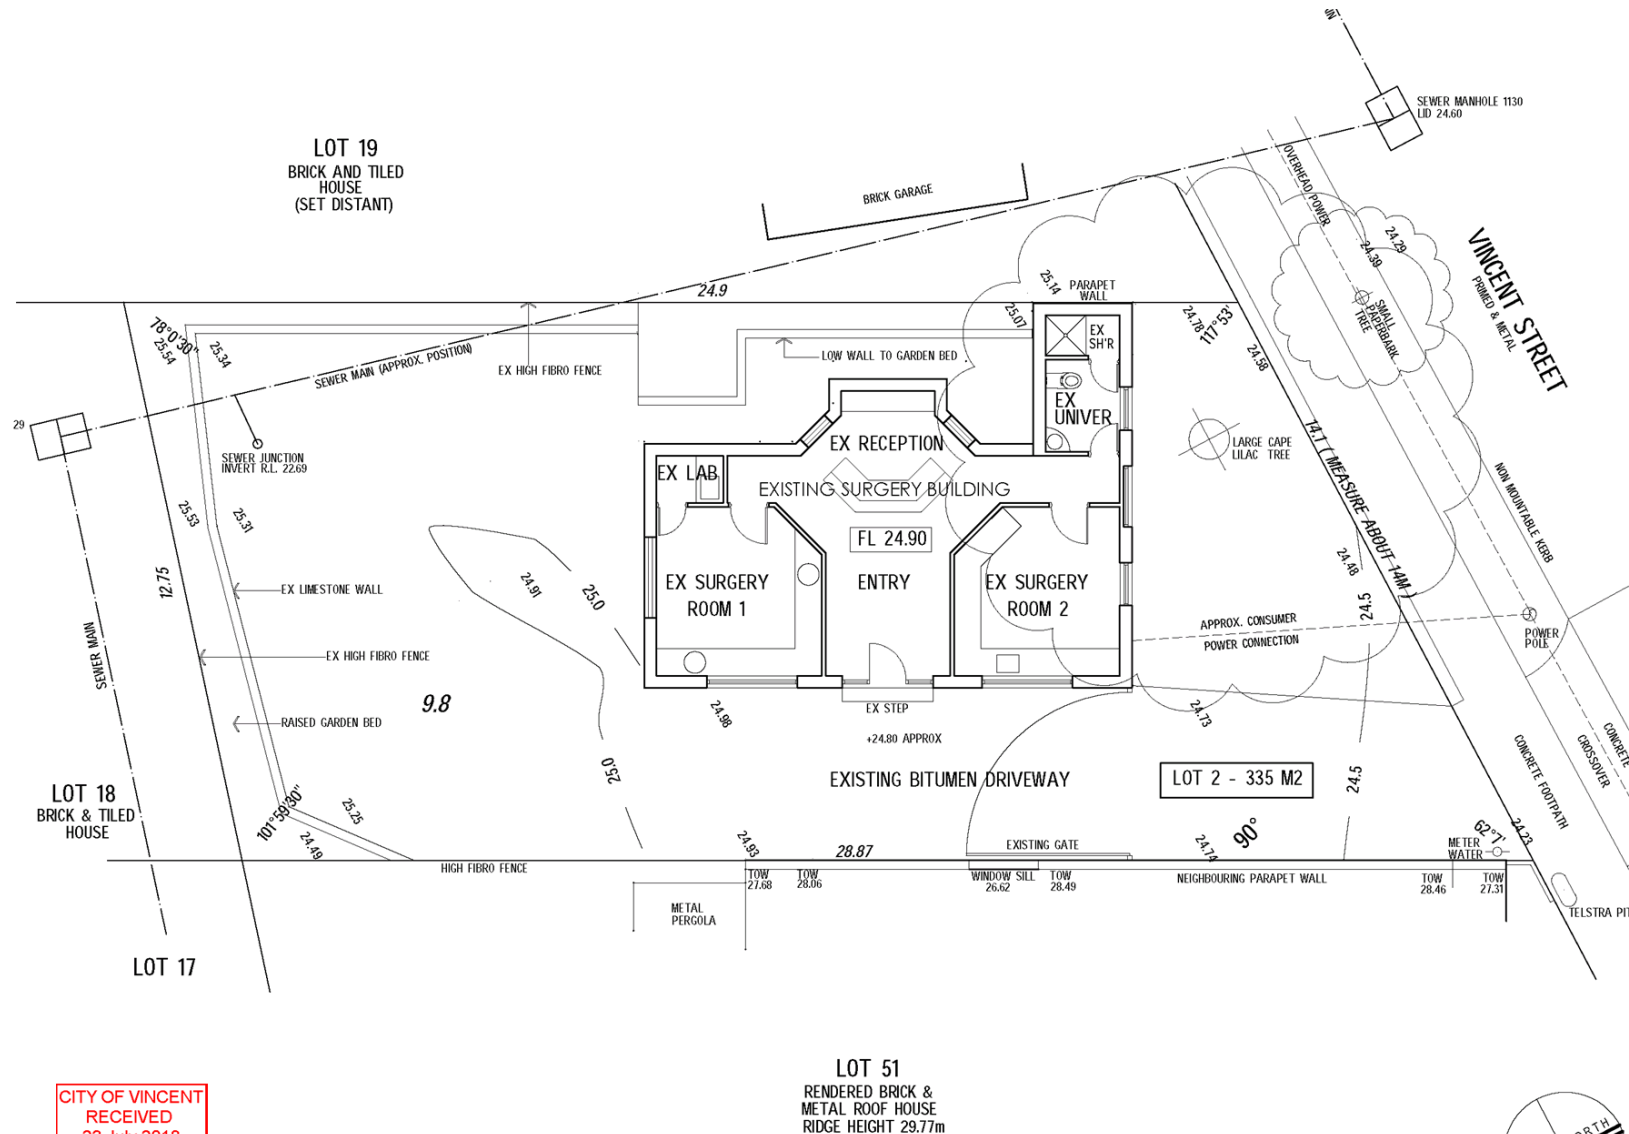 SEWER MANHOLE 1130
LID 24.60
LOT 19
BRICK AND TILED
HOUSE
(SET DISTANT)
BRICK GARAGE
OVERHEAD POWER
24.29
24.39
SMALL
PAPERBARK
TREE
VINCENT STREET
PRIMED & METAL
24.9
25.14
PARAPET
WALL
25.07
24.78
117°53'
24.58
78°0'30"
25.54
25.34
SEWER MAIN (APPROX. POSITION)
EX HIGH FIBRO FENCE
LOW WALL TO GARDEN BED
EX
SH'R
EX
UNIVER
29
SEWER JUNCTION
INVERT R.L. 22.69
EX RECEPTION
LARGE CAPE
LILAC TREE
14.1 ( MEASURE ABOUT 14M )
NON MOUNTABLE KERB
EX LAB
EXISTING SURGERY BUILDING
25.53
25.31
FL 24.90
24.48
12.75
24.91
25.0
EX SURGERY
ROOM 1
ENTRY
EX SURGERY
ROOM 2
24.5
EX LIMESTONE WALL
APPROX. CONSUMER
POWER CONNECTION
POWER
POLE
SEWER MAIN
EX HIGH FIBRO FENCE
9.8
RAISED GARDEN BED
24.98
EX STEP
24.73
+24.80 APPROX
25.0
EXISTING BITUMEN DRIVEWAY
LOT 2 - 335 M2
24.5
CONCRETE FOOTPATH
CROSSOVER
CONCRETE
LOT 18
BRICK & TILED
HOUSE
101°59'30"
25.25
24.49
24.93
28.87
EXISTING GATE
24.74
90°
62°7'
24.23
METER
WATER
HIGH FIBRO FENCE
TOW
27.68
TOW
28.06
WINDOW SILL
26.62
TOW
28.49
NEIGHBOURING PARAPET WALL
TOW
28.46
TOW
27.31
METAL
PERGOLA
TELSTRA PIT
LOT 17
LOT 51
RENDERED BRICK &
METAL ROOF HOUSE
RIDGE HEIGHT 29.77m
CITY OF VINCENT
RECEIVED